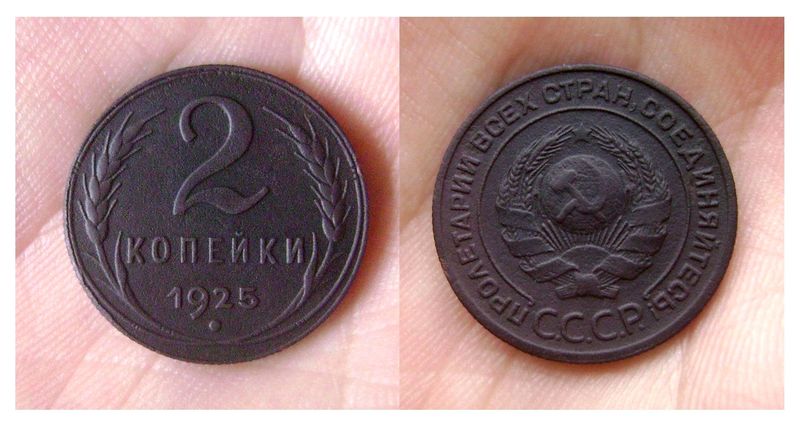 2
КОПЕЙКИ
1925
ПРОЛЕТАРИИ ВСЕХ СТРАН, СОЕДИНЯЙТЕСЬ!
С.С.С.Р.